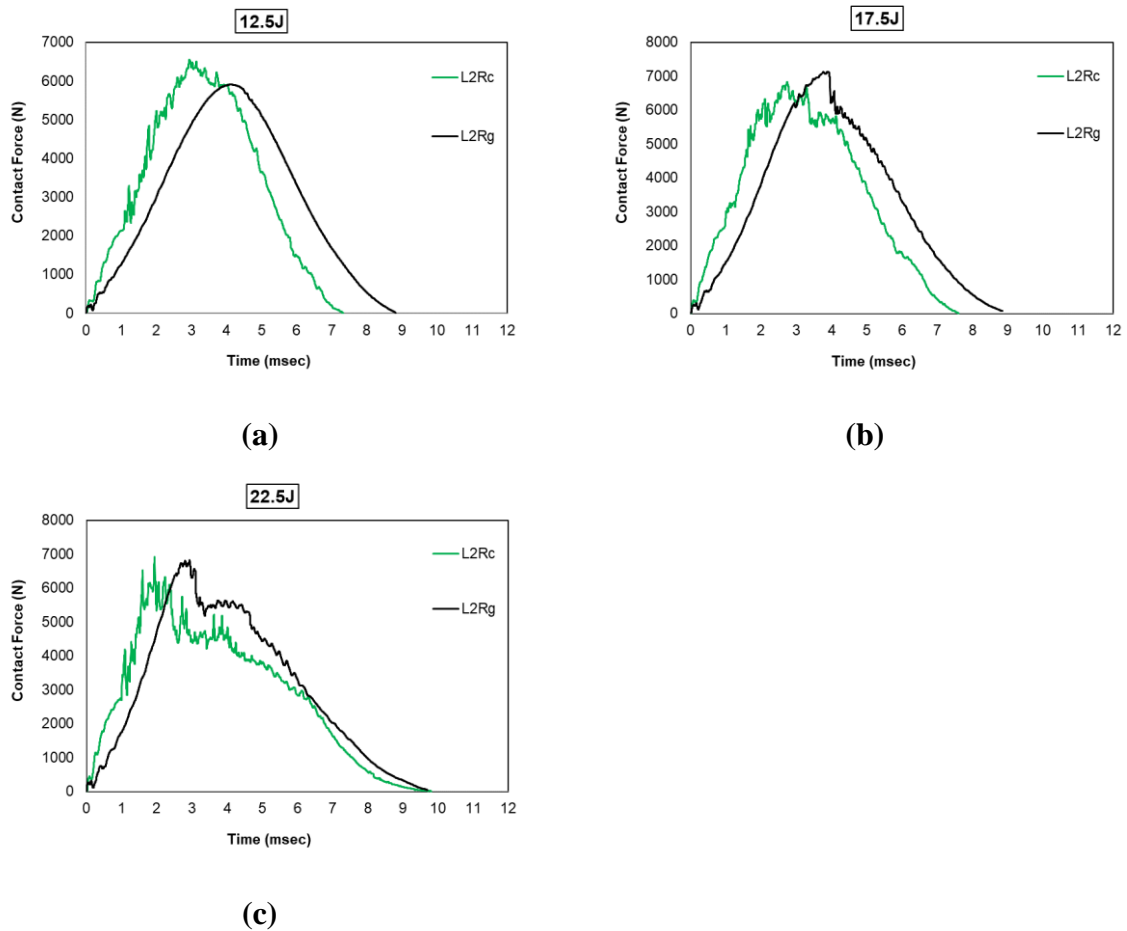 12.5J
7000
6000
5000
4000
3000
2000
1000
0
Contact Force (N)
L2Rc
L2Rg
0 1 2 3 4 5 6 7 8 9 10 11 12
Time (msec)
(a)
17.5J
8000
7000
6000
5000
4000
3000
2000
1000
0
Contact Force (N)
L2Rc
L2Rg
0 1 2 3 4 5 6 7 8 9 10 11 12
Time (msec)
(b)
22.5J
8000
7000
6000
5000
4000
3000
2000
1000
0
Contact Force (N)
L2Rc
L2Rg
0 1 2 3 4 5 6 7 8 9 10 11 12
Time (msec)
(c)